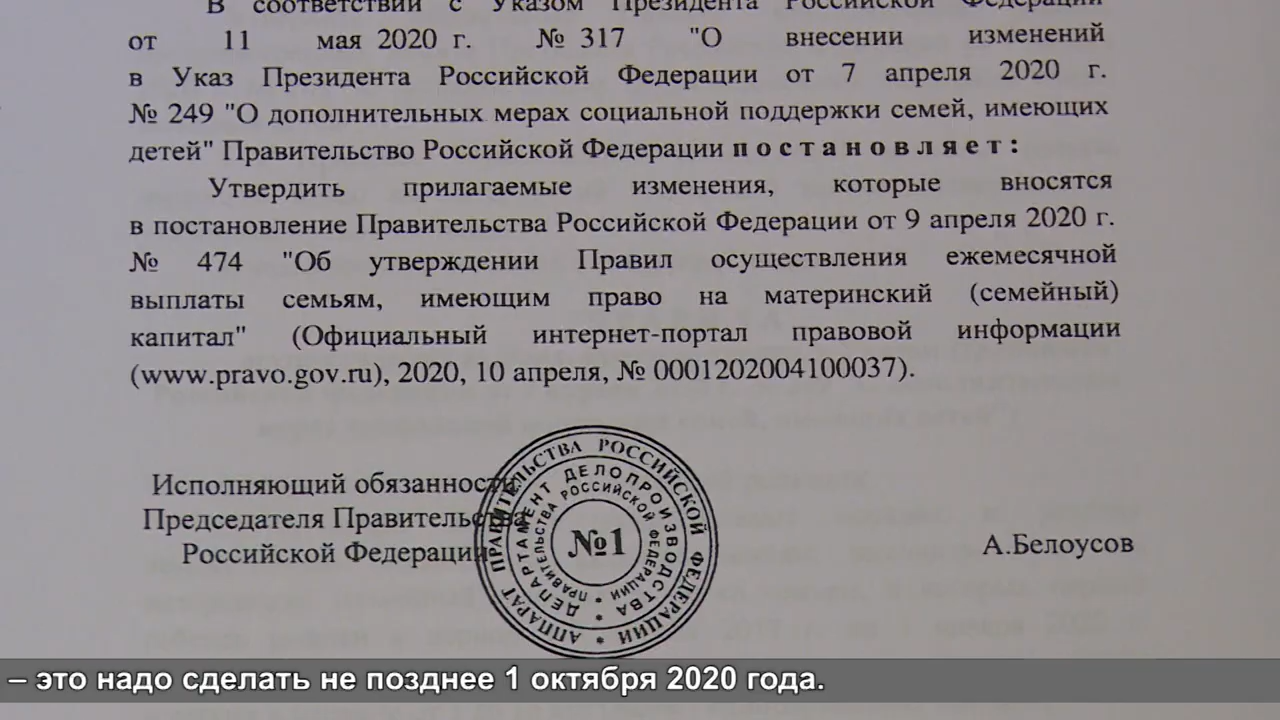 В соответствии с Указом Президента Российской Федерации
от 11 мая 2020 г. № 317 "О внесении изменений
в Указ Президента Российской Федерации от 7 апреля 2020 г.
№ 249 "О дополнительных мерах социальной поддержки семей, имеющих
детей" Правительство Российской Федерации постановляет:
Утвердить прилагаемые изменения, которые вносятся
в постановление Правительства Российской Федерации от 9 апреля 2020 г.
№ 474 "Об утверждении Правил осуществления ежемесячной
выплаты семьям, имеющим право на материнский (семейный)
капитал" (Официальный интернет-портал правовой информации
(www.pravo.gov.ru), 2020, 10 апреля, № 0001202004100037).
Исполняющий обязанности
Председателя Правительства
Российской Федерации
А.Белоусов
АППАРАТ ПРАВИТЕЛЬСТВА РОССИЙСКОЙ ФЕДЕРАЦИИ *
ДЕПАРТАМЕНТ ДЕЛОПРОИЗВОДСТВА *
ПРАВИТЕЛЬСТВА РОССИЙСКОЙ ФЕДЕРАЦИИ •
№1
– это надо сделать не позднее 1 октября 2020 года.